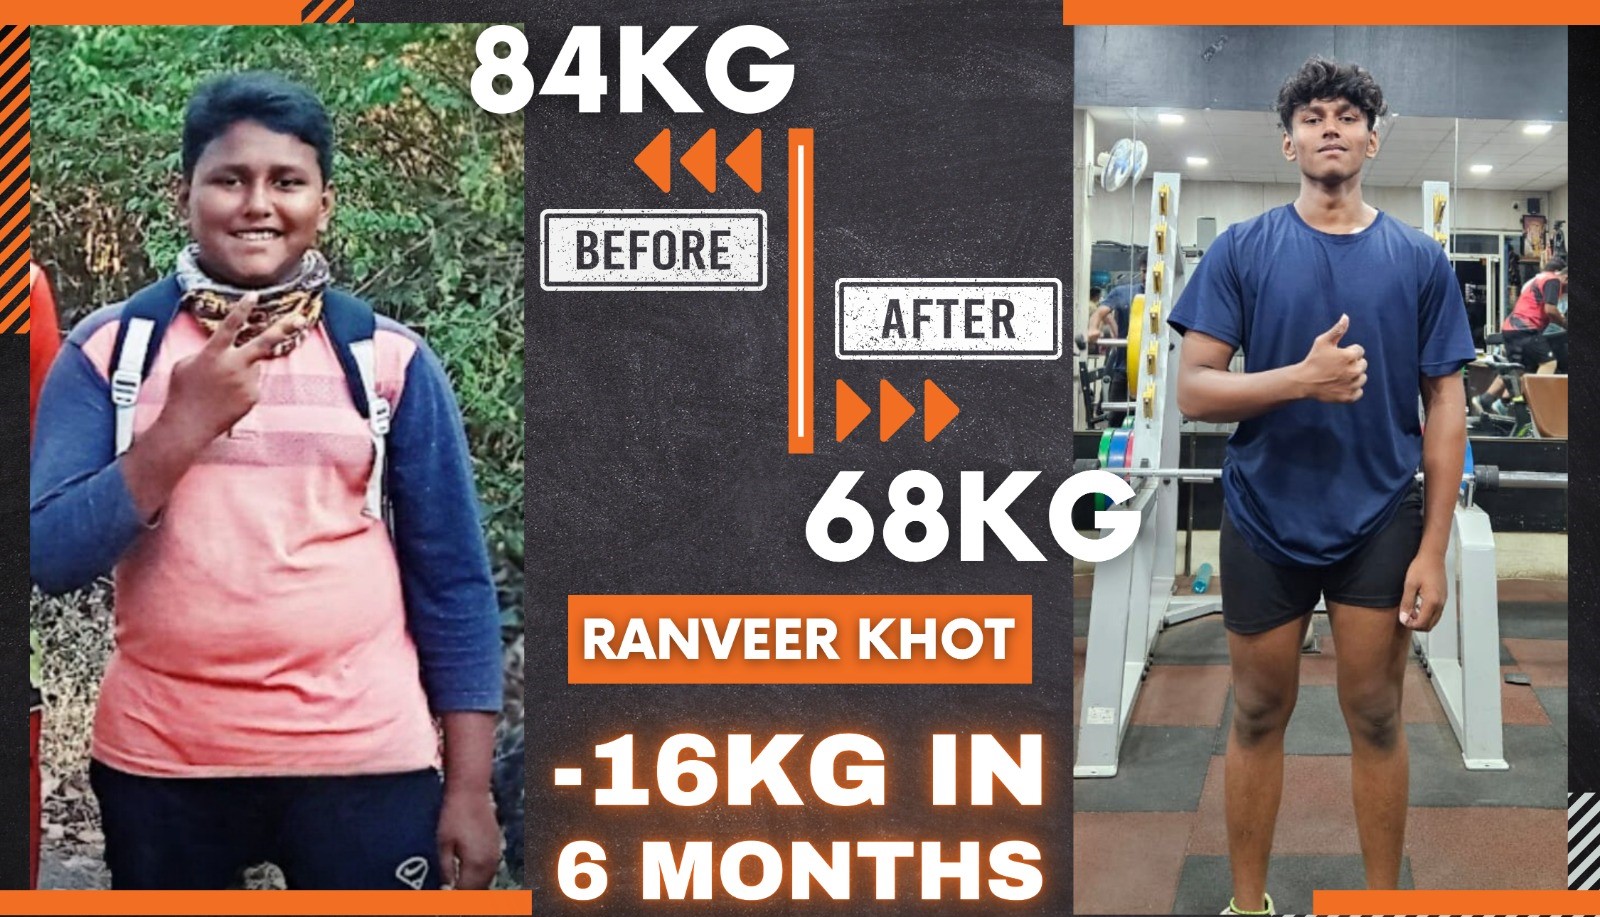 84KG
BEFORE
AFTER
68KG
RANVEER KHOT
-16KG IN
6 MONTHS